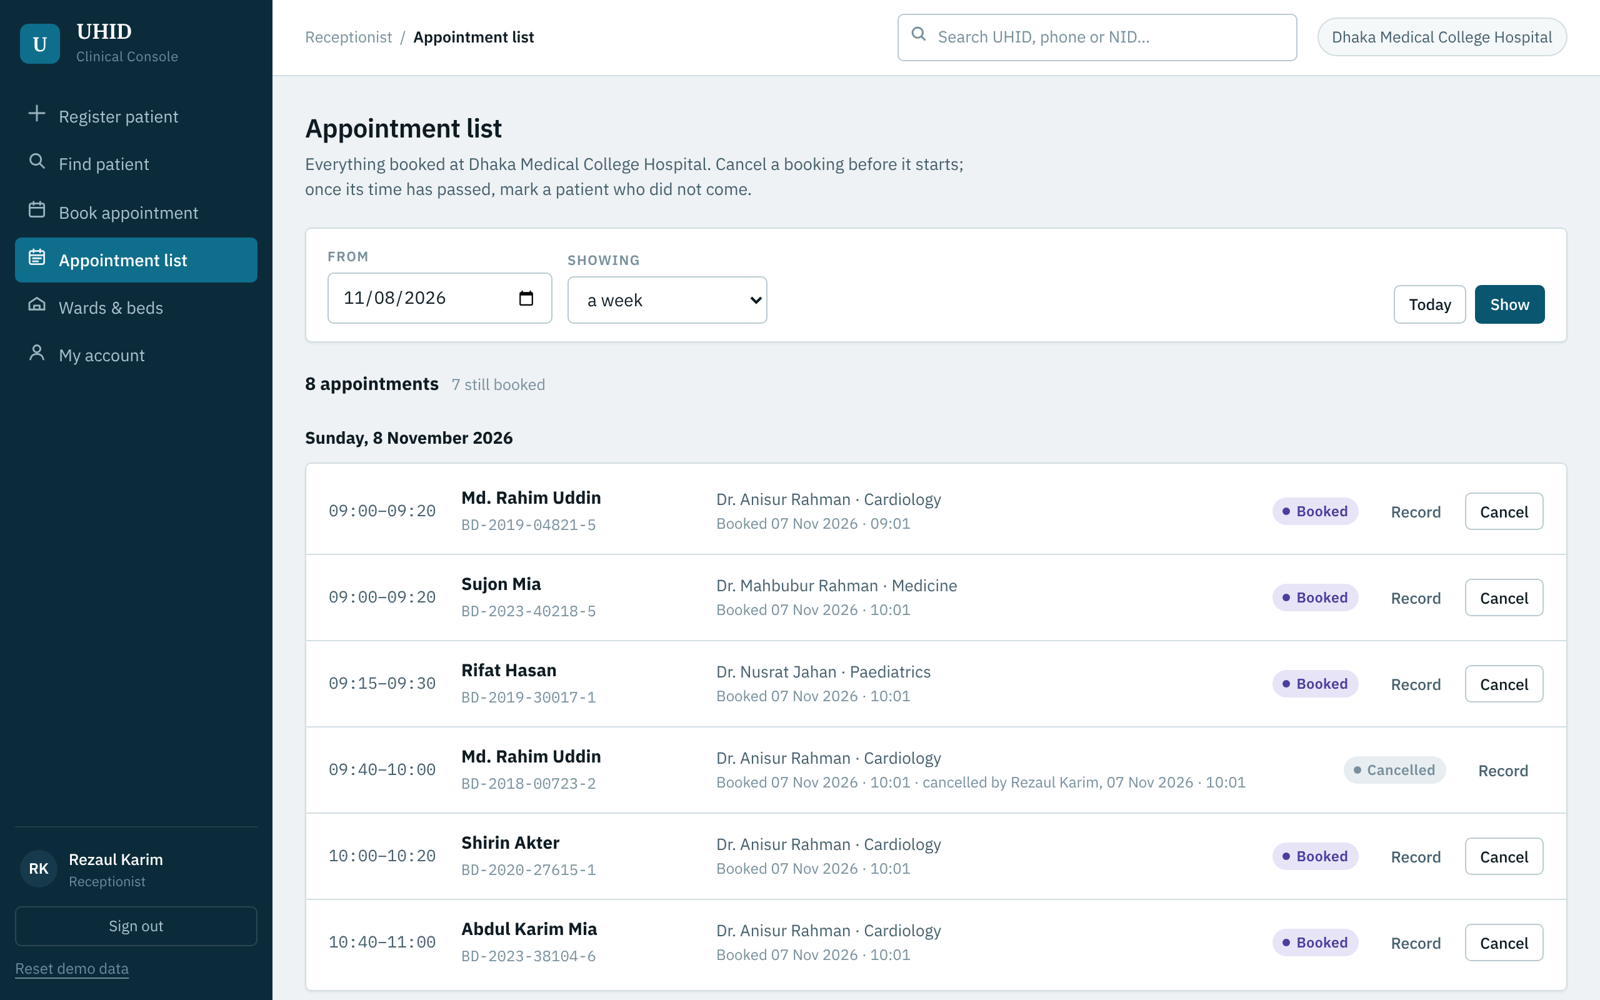 U
UHID
Clinical Console
Register patient
Find patient
Book appointment
Appointment list
Wards & beds
My account
RK
Rezaul Karim
Receptionist
Sign out
Reset demo data
Receptionist / Appointment list
Search UHID, phone or NID...
Dhaka Medical College Hospital
Appointment list
Everything booked at Dhaka Medical College Hospital. Cancel a booking before it starts;
once its time has passed, mark a patient who did not come.
FROM
11/08/2026
SHOWING
a week
Today
Show
8 appointments 7 still booked
Sunday, 8 November 2026
09:00–09:20
Md. Rahim Uddin
BD-2019-04821-5
Dr. Anisur Rahman · Cardiology
Booked 07 Nov 2026 · 09:01
Booked
Record
Cancel
09:00–09:20
Sujon Mia
BD-2023-40218-5
Dr. Mahbubur Rahman · Medicine
Booked 07 Nov 2026 · 10:01
Booked
Record
Cancel
09:15–09:30
Rifat Hasan
BD-2019-30017-1
Dr. Nusrat Jahan · Paediatrics
Booked 07 Nov 2026 · 10:01
Booked
Record
Cancel
09:40–10:00
Md. Rahim Uddin
BD-2018-00723-2
Dr. Anisur Rahman · Cardiology
Booked 07 Nov 2026 · 10:01 · cancelled by Rezaul Karim, 07 Nov 2026 · 10:01
Cancelled
Record
10:00–10:20
Shirin Akter
BD-2020-27615-1
Dr. Anisur Rahman · Cardiology
Booked 07 Nov 2026 · 10:01
Booked
Record
Cancel
10:40–11:00
Abdul Karim Mia
BD-2023-38104-6
Dr. Anisur Rahman · Cardiology
Booked 07 Nov 2026 · 10:01
Booked
Record
Cancel